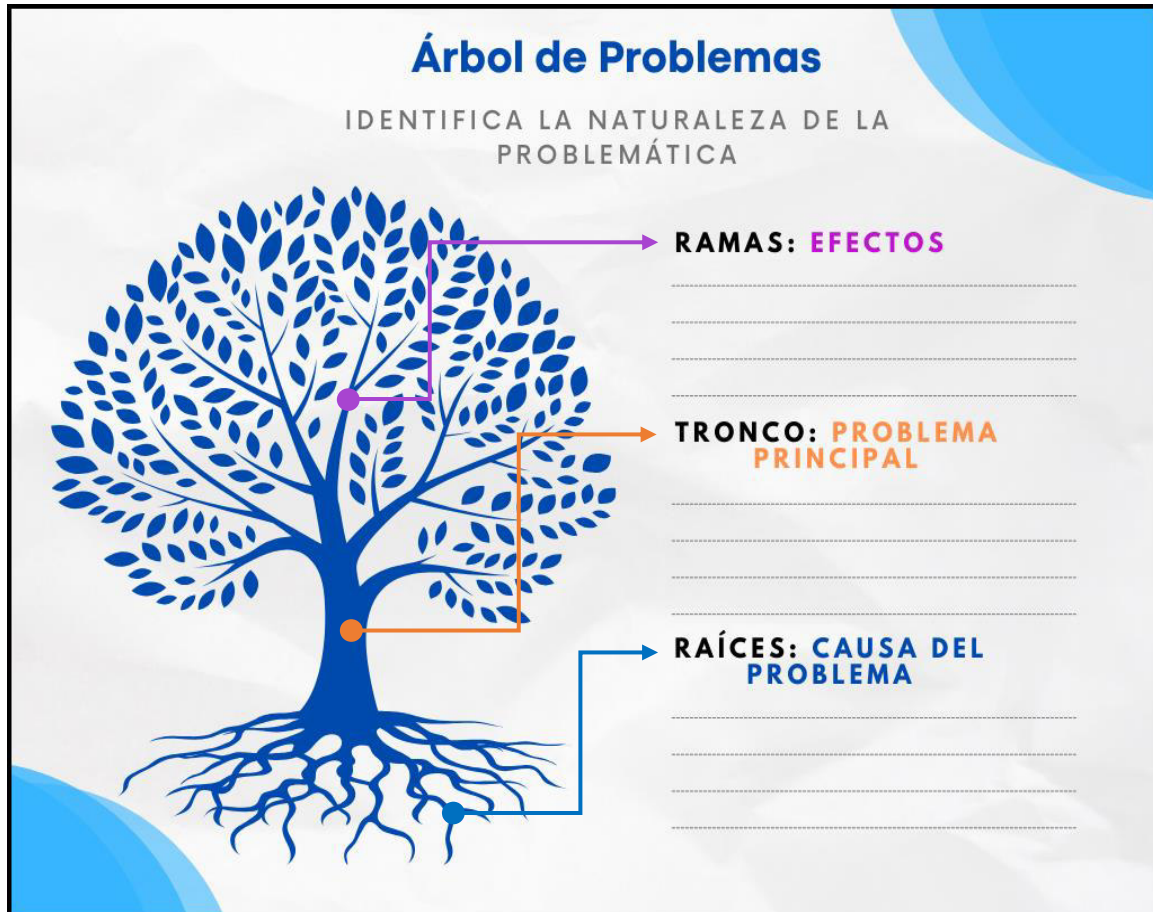 Árbol de Problemas
IDENTIFICA LA NATURALEZA DE LA
PROBLEMÁTICA
RAMAS: EFECTOS
TRONCO: PROBLEMA
PRINCIPAL
RAÍCES: CAUSA DEL
PROBLEMA